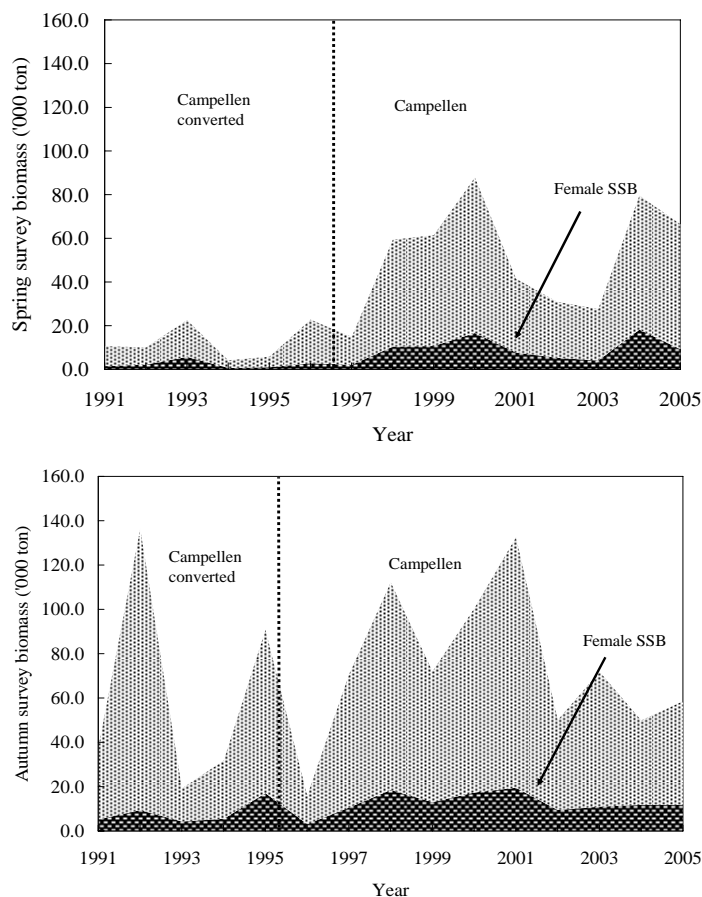 160.0
140.0
120.0
100.0
80.0
60.0
40.0
20.0
0.0
Spring survey biomass ('000 ton)
Campellen
converted
Campellen
Female SSB
1991 1993 1995 1997 1999 2001 2003 2005
Year
160.0
140.0
120.0
100.0
80.0
60.0
40.0
20.0
0.0
Autumn survey biomass ('000 ton)
Campellen
converted
Campellen
Female SSB
1991 1993 1995 1997 1999 2001 2003 2005
Year